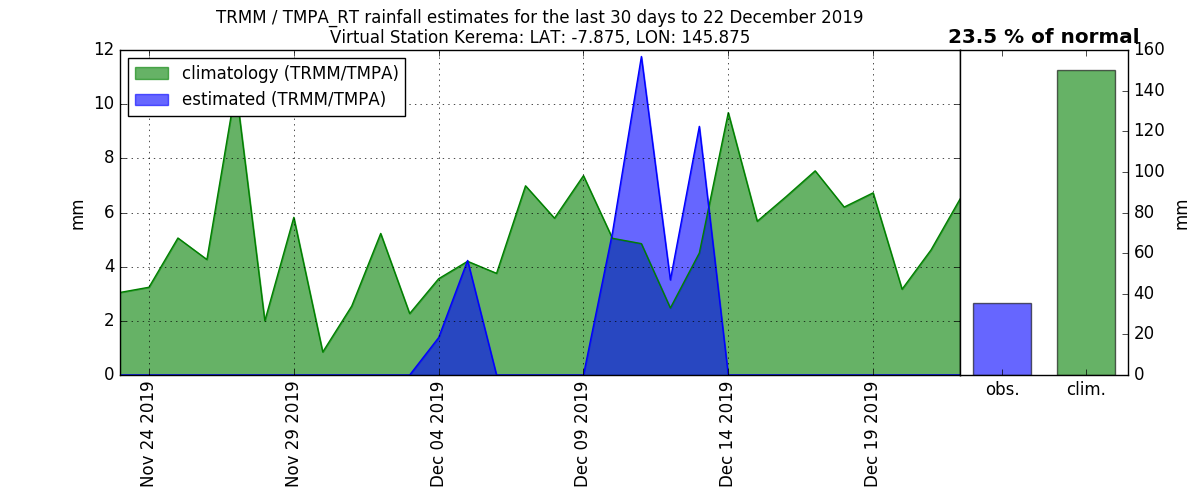 TRMM / TMPA_RT rainfall estimates for the last 30 days to 22 December 2019
Virtual Station Kerema: LAT: -7.875, LON: 145.875
23.5 % of normal
climatology (TRMM/TMPA)
estimated (TRMM/TMPA)
12
10
8
6
4
2
0
mm
160
140
120
100
80
60
40
20
0
mm
Nov 24 2019
Nov 29 2019
Dec 04 2019
Dec 09 2019
Dec 14 2019
Dec 19 2019
obs.
clim.